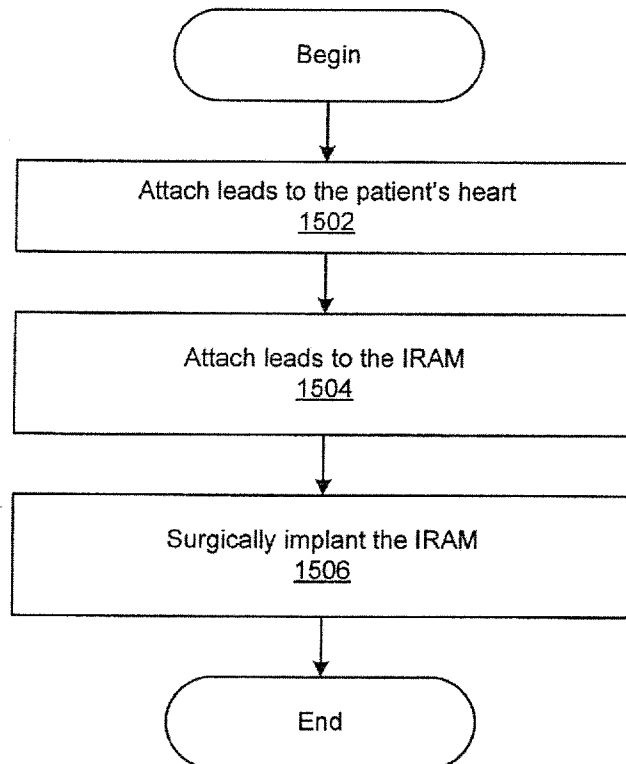 Begin
Attach leads to the patient's heart
1502
Attach leads to the IRAM
1504
Surgically implant the IRAM
1506
End